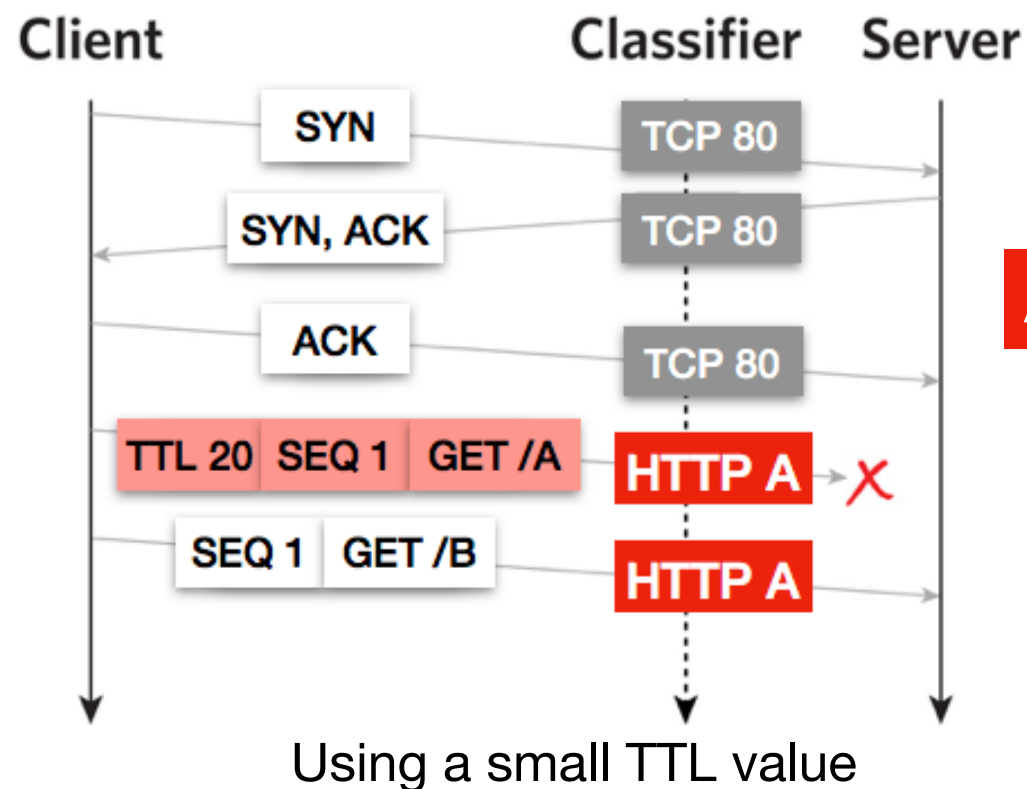 Client Classifier Server
SYN TCP 80
SYN, ACK TCP 80
ACK TCP 80
TTL 20 SEQ 1 GET /A HTTP A X
SEQ 1 GET /B HTTP A
Using a small TTL value